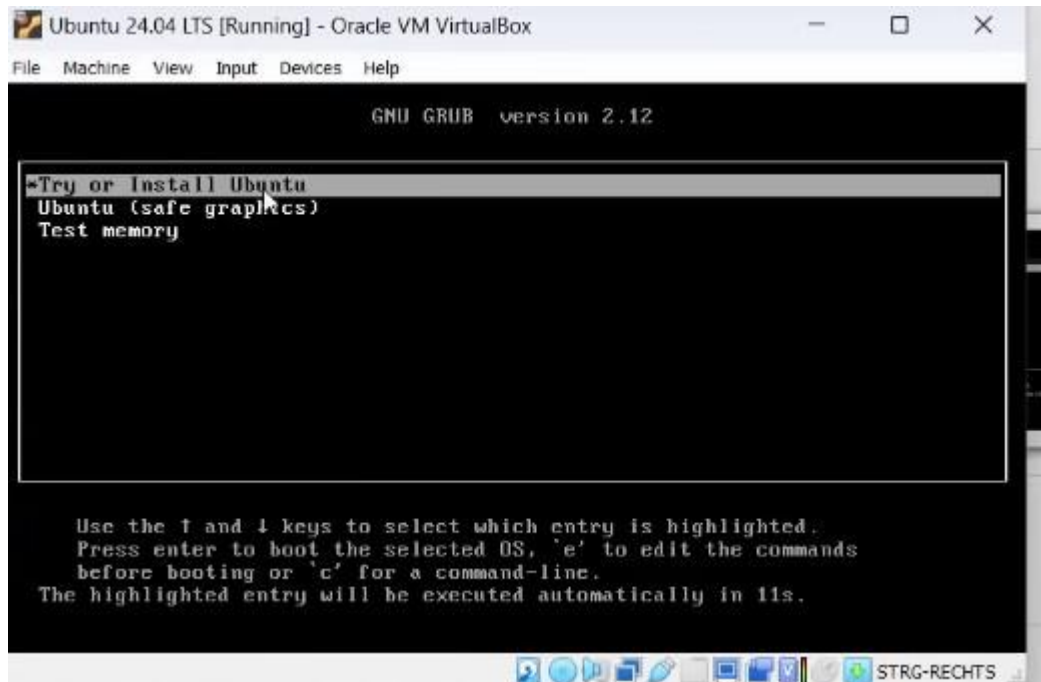 Ubuntu 24.04 LTS [Running] - Oracle VM VirtualBox
File Machine View Input Devices Help
GNU GRUB version 2.12
*Try or Install Ubuntu
Ubuntu (safe graphics)
Test memory
Use the ↑ and ↓ keys to select which entry is highlighted.
Press enter to boot the selected OS, `e' to edit the commands
before booting or `c' for a command-line.
The highlighted entry will be executed automatically in 11s.
STRG-RECHTS